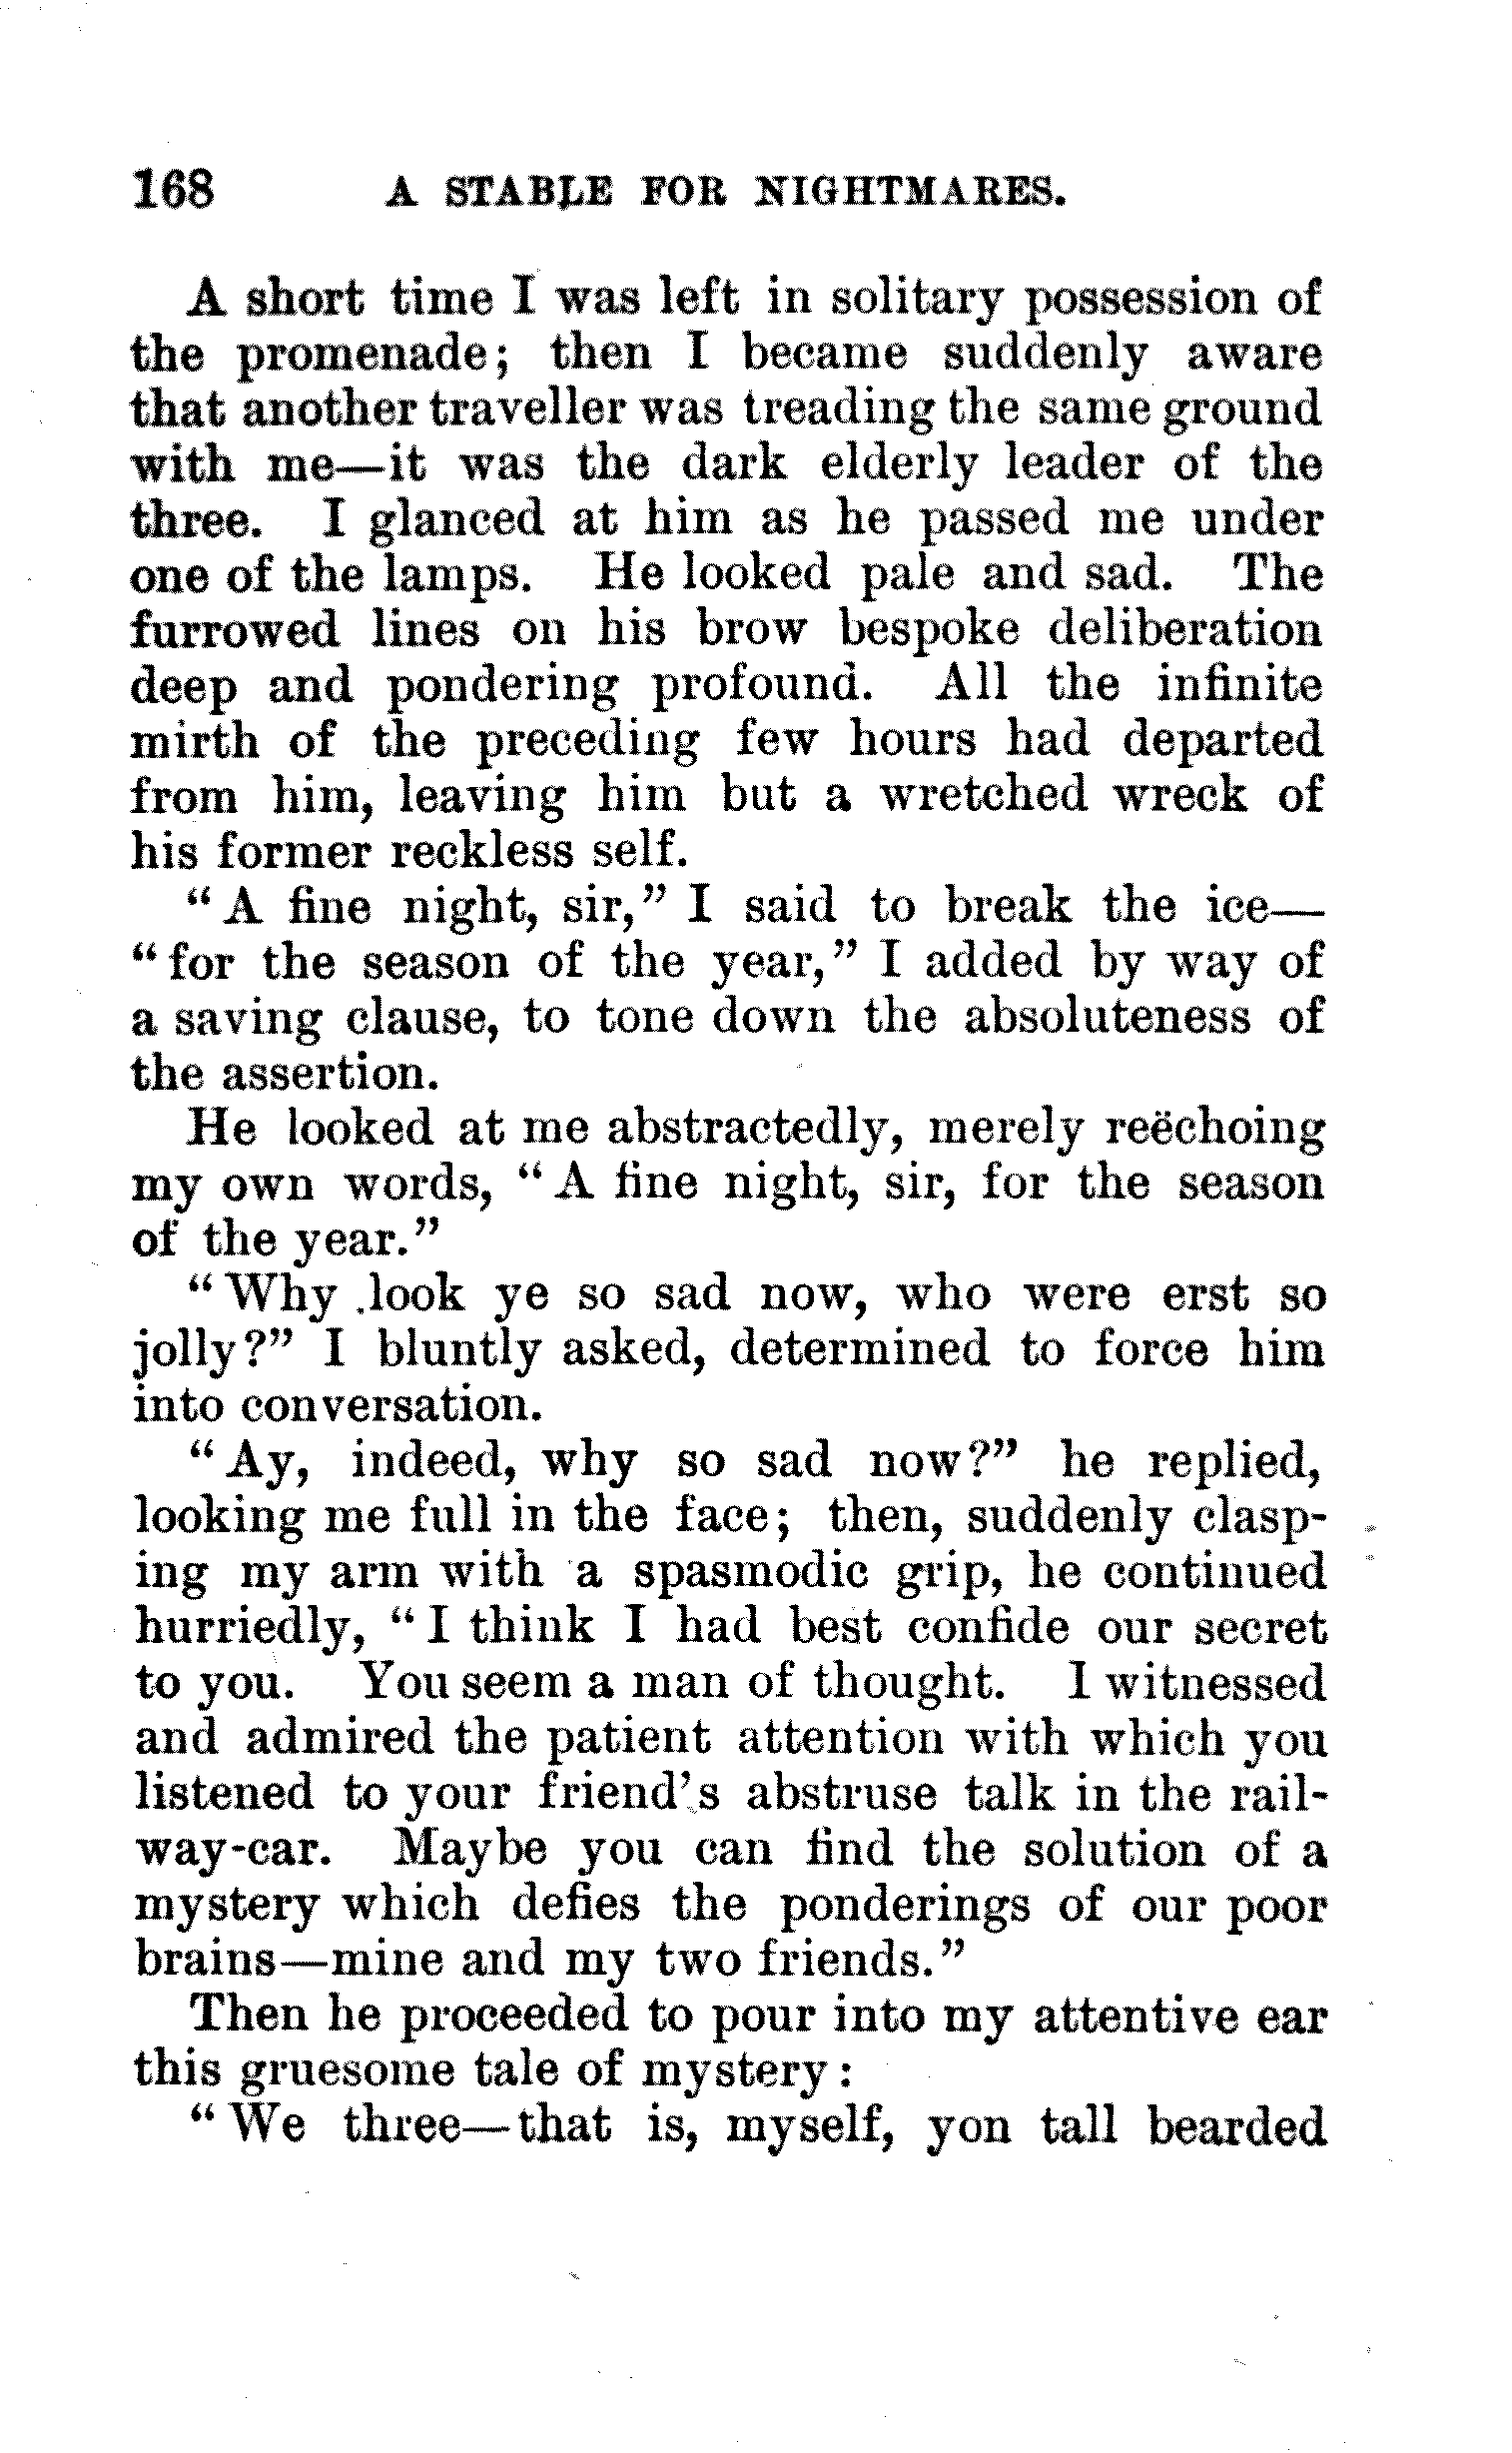 168 A STABLE FOR NIGHTMARES.
A short time I was left in solitary possession of
the promenade; then I became suddenly aware
that another traveller was treading the same ground
with me—it was the dark elderly leader of the
three. I glanced at him as he passed me under
one of the lamps. He looked pale and sad. The
furrowed lines on his brow bespoke deliberation
deep and pondering profound. All the infinite
mirth of the preceding few hours had departed
from him, leaving him but a wretched wreck of
his former reckless self.
“A fine night, sir,” I said to break the ice—
“for the season of the year,” I added by way of
a saving clause, to tone down the absoluteness of
the assertion.
He looked at me abstractedly, merely reëchoing
my own words, “A fine night, sir, for the season
of the year.”
“Why look ye so sad now, who were erst so
jolly?” I bluntly asked, determined to force him
into conversation.
“Ay, indeed, why so sad now?” he replied,
looking me full in the face; then, suddenly clasp-
ing my arm with a spasmodic grip, he continued
hurriedly, “I think I had best confide our secret
to you. You seem a man of thought. I witnessed
and admired the patient attention with which you
listened to your friend’s abstruse talk in the rail-
way-car. Maybe you can find the solution of a
mystery which defies the ponderings of our poor
brains—mine and my two friends.”
Then he proceeded to pour into my attentive ear
this gruesome tale of mystery:
“We three—that is, myself, yon tall bearded